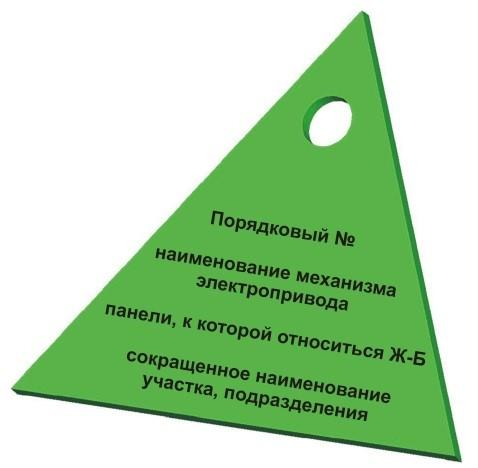 Порядковый №
наименование механизма
электропривода
панели, к которой относиться Ж-Б
сокращенное наименование
участка, подразделения